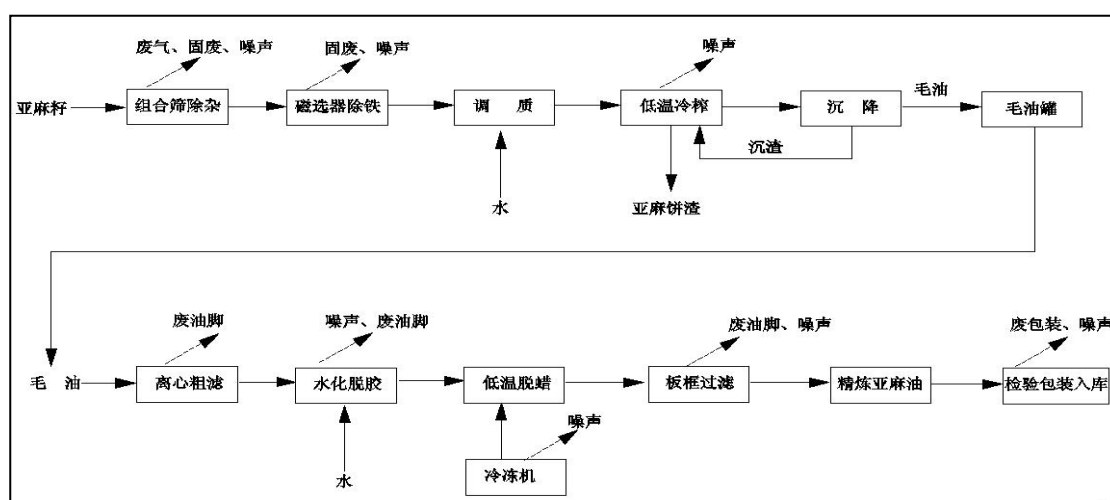 废气、固废、噪声
固废、噪声
噪声
亚麻籽
组合筛除杂
磁选器除铁
调 质
低温冷榨
沉 降
毛油
毛油罐
沉渣
水
亚麻饼渣
废油脚
噪声、废油脚
废油脚、噪声
废包装、噪声
毛 油
离心粗滤
水化脱胶
低温脱蜡
板框过滤
精炼亚麻油
检验包装入库
噪声
水
冷冻机